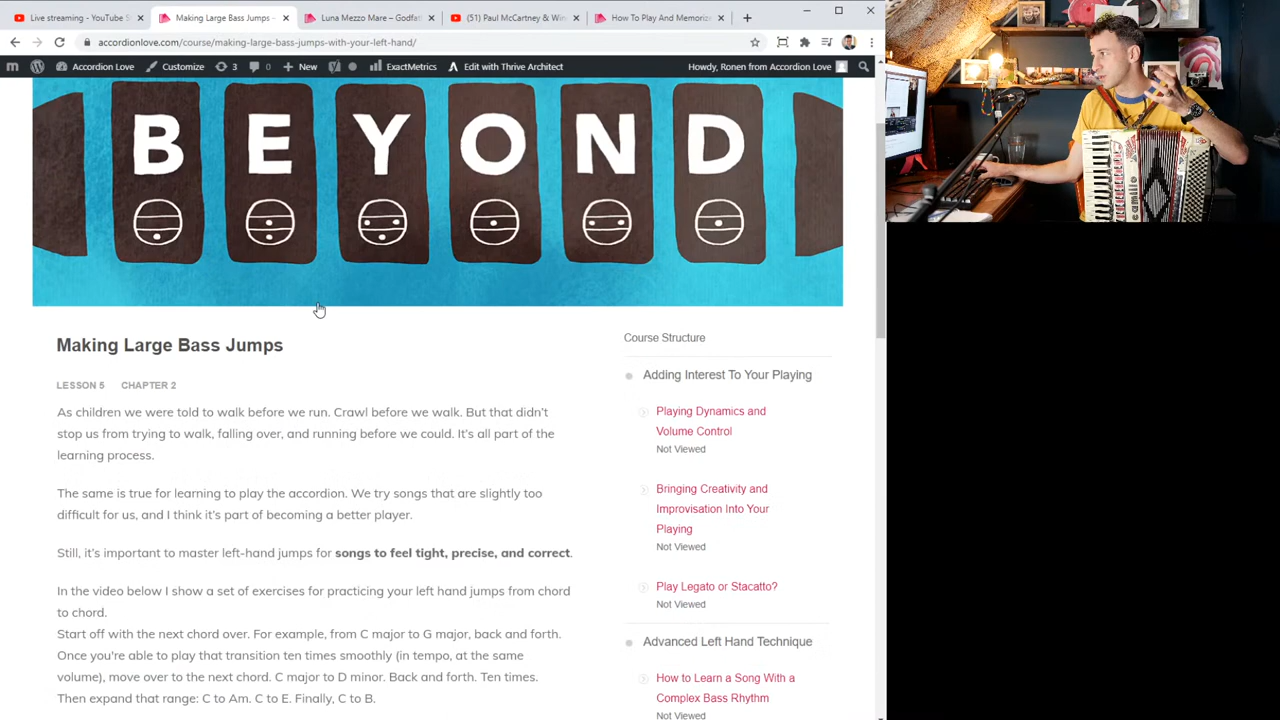 Live streaming - YouTube S
Making Large Bass Jumps -
Luna Mezzo Mare – Godfat
(51) Paul McCartney & Win
How To Play And Memoriz
accordionlove.com/course/making-large-bass-jumps-with-your-left-hand/
Accordion Love
Customize
3
0
New
ExactMetrics
Edit with Thrive Architect
Howdy, Ronen from Accordion Love
BEYOND
Making Large Bass Jumps
LESSON 5 CHAPTER 2
As children we were told to walk before we run. Crawl before we walk. But that didn’t
stop us from trying to walk, falling over, and running before we could. It’s all part of the
learning process.
The same is true for learning to play the accordion. We try songs that are slightly too
difficult for us, and I think it’s part of becoming a better player.
Still, it’s important to master left-hand jumps for songs to feel tight, precise, and correct.
In the video below I show a set of exercises for practicing your left hand jumps from chord
to chord.
Start off with the next chord over. For example, from C major to G major, back and forth.
Once you're able to play that transition ten times smoothly (in tempo, at the same
volume), move over to the next chord. C major to D minor. Back and forth. Ten times.
Then expand that range: C to Am. C to E. Finally, C to B.
Course Structure
Adding Interest To Your Playing
Playing Dynamics and
Volume Control
Not Viewed
Bringing Creativity and
Improvisation Into Your
Playing
Not Viewed
Play Legato or Stacatto?
Not Viewed
Advanced Left Hand Technique
How to Learn a Song With a
Complex Bass Rhythm
Not Viewed